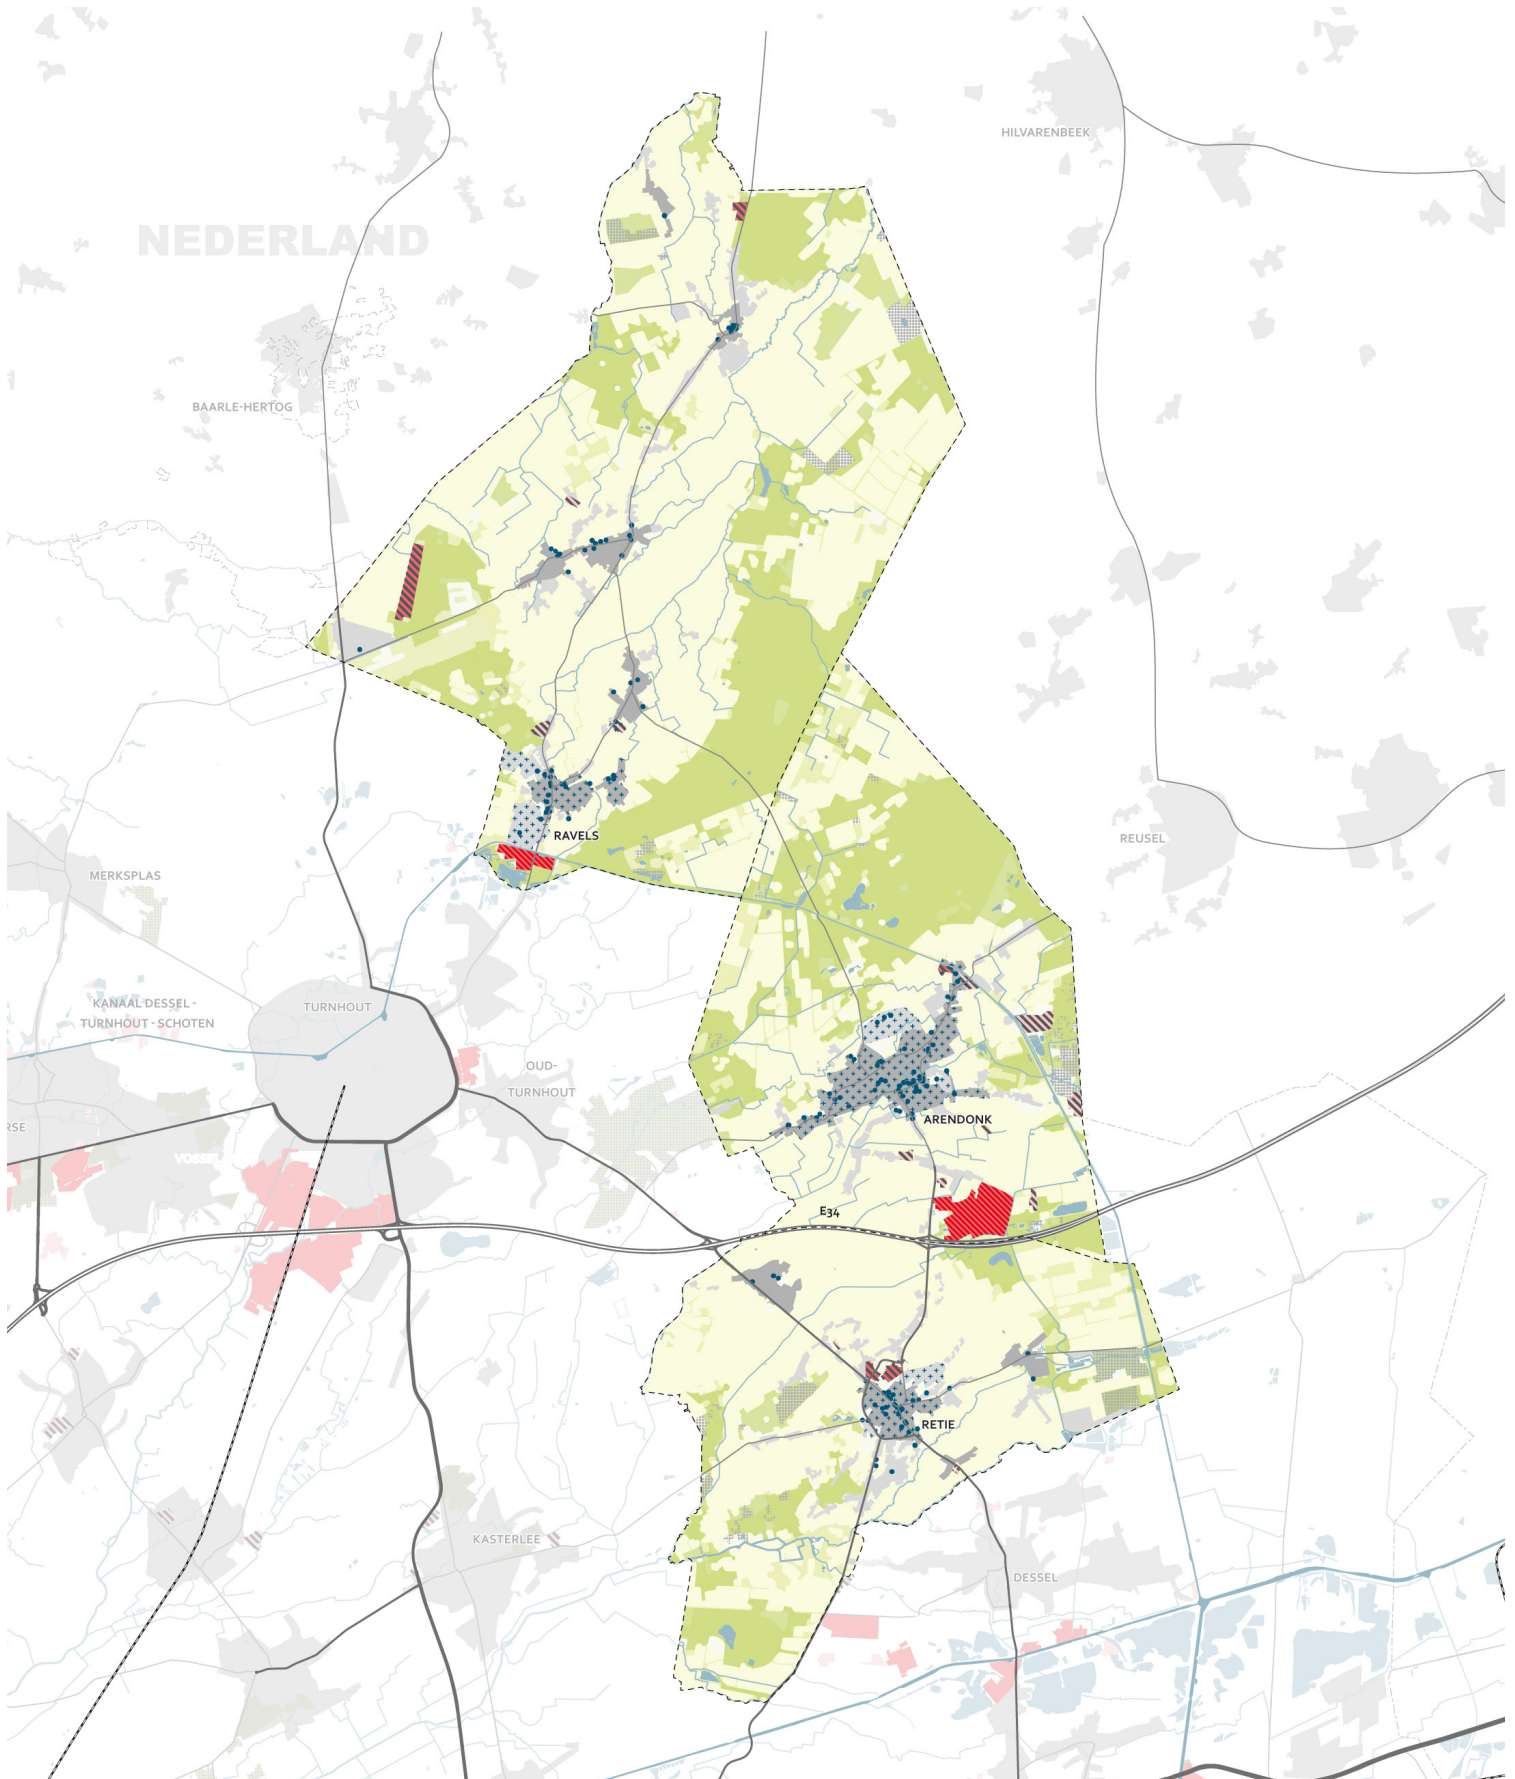 HILVARENBEEK
NEDERLAND
BAARLE-HERTOG
RAVELS
REUSEL
MERKSPLAS
KANAAL DESSEL -
TURNHOUT - SCHOTEN
TURNHOUT
OUD-
TURNHOUT
ARENDONK
RSE
E34
RETIE
KASTERLEE
DESSEL